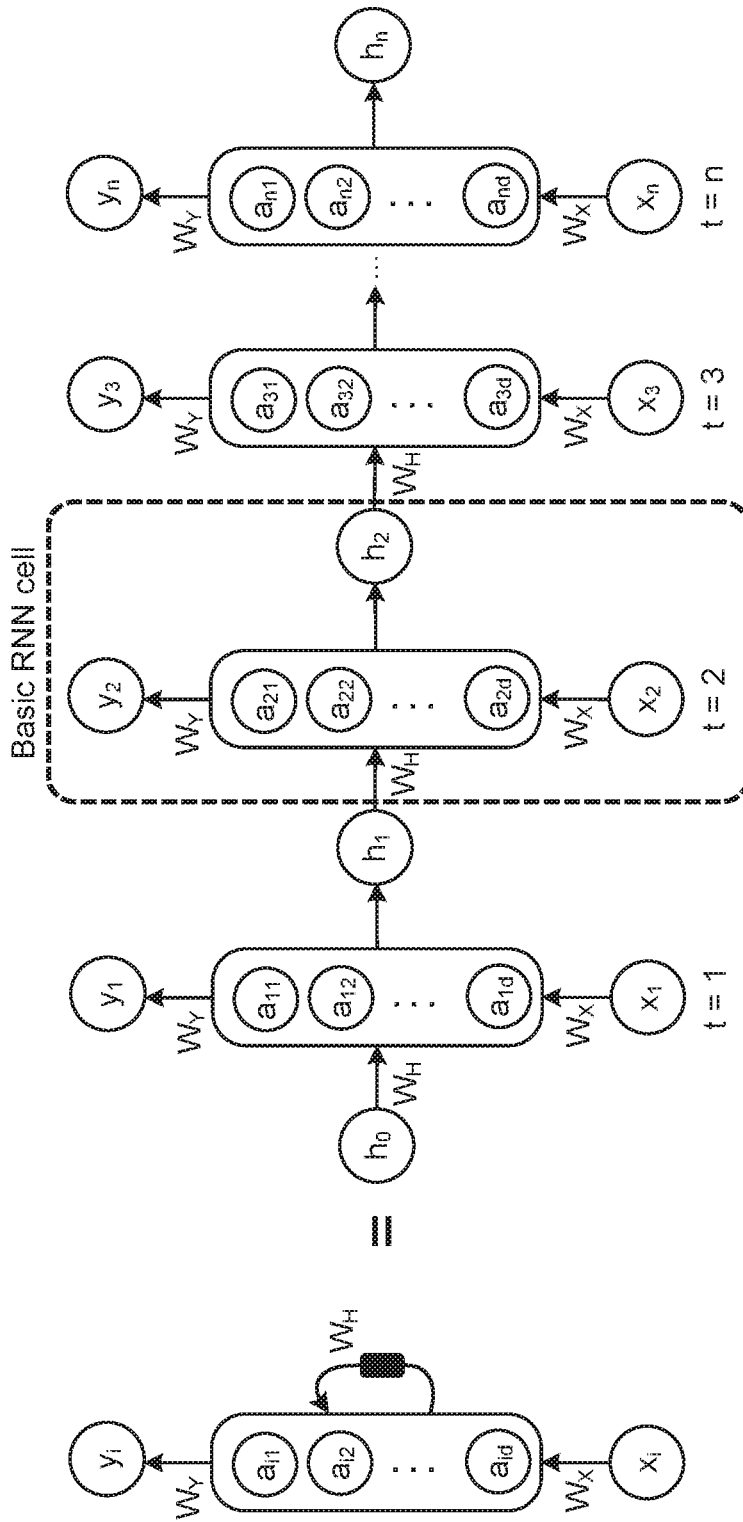 Basic RNN cell
y_i
W_Y
a_i1
a_i2
. . .
a_id
W_X
x_i
W_H
=
h_0
W_H
y_1
W_Y
a_11
a_12
. . .
a_1d
W_X
x_1
t = 1
h_1
W_H
y_2
W_Y
a_21
a_22
. . .
a_2d
W_X
x_2
t = 2
h_2
W_H
y_3
W_Y
a_31
a_32
. . .
a_3d
W_X
x_3
t = 3
...
y_n
W_Y
a_n1
a_n2
. . .
a_nd
W_X
x_n
t = n
h_n